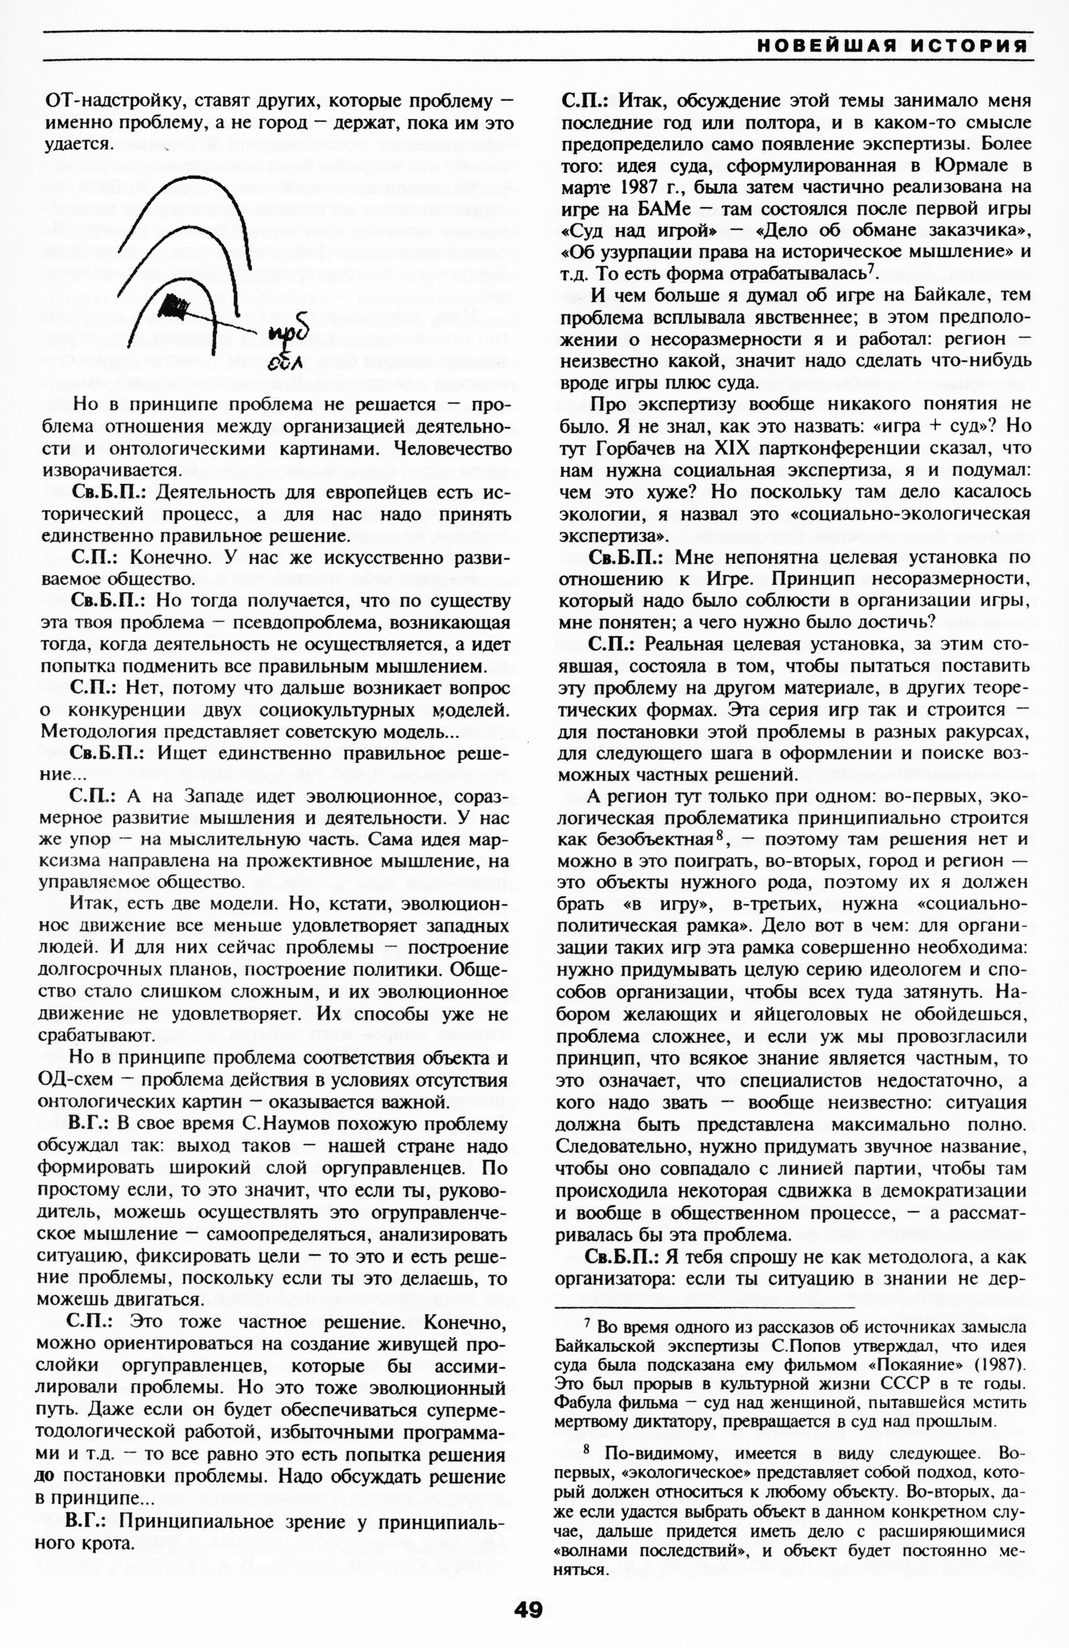 НОВЕЙШАЯ ИСТОРИЯ
ОТ-надстройку, ставят других, которые проблему —
именно проблему, а не город — держат, пока им это
удается.
прб
обл
Но в принципе проблема не решается — про-
блема отношения между организацией деятельно-
сти и онтологическими картинами. Человечество
изворачивается.
Св.Б.П.: Деятельность для европейцев есть ис-
торический процесс, а для нас надо принять
единственно правильное решение.
С.П.: Конечно. У нас же искусственно разви-
ваемое общество.
Св.Б.П.: Но тогда получается, что по существу
эта твоя проблема — псевдопроблема, возникающая
тогда, когда деятельность не осуществляется, а идет
попытка подменить все правильным мышлением.
С.П.: Нет, потому что дальше возникает вопрос
о конкуренции двух социокультурных моделей.
Методология представляет советскую модель...
Св.Б.П.: Ищет единственно правильное реше-
ние...
С.П.: А на Западе идет эволюционное, сораз-
мерное развитие мышления и деятельности. У нас
же упор — на мыслительную часть. Сама идея мар-
ксизма направлена на прожективное мышление, на
управляемое общество.
Итак, есть две модели. Но, кстати, эволюцион-
ное движение все меньше удовлетворяет западных
людей. И для них сейчас проблемы — построение
долгосрочных планов, построение политики. Обще-
ство стало слишком сложным, и их эволюционное
движение не удовлетворяет. Их способы уже не
срабатывают.
Но в принципе проблема соответствия объекта и
ОД-схем — проблема действия в условиях отсутствия
онтологических картин — оказывается важной.
В.Г.: В свое время С.Наумов похожую проблему
обсуждал так: выход таков — нашей стране надо
формировать широкий слой оргуправленцев. По
простому если, то это значит, что если ты, руково-
дитель, можешь осуществлять это огруправленче-
ское мышление — самоопределяться, анализировать
ситуацию, фиксировать цели — то это и есть реше-
ние проблемы, поскольку если ты это делаешь, то
можешь двигаться.
С.П.: Это тоже частное решение. Конечно,
можно ориентироваться на создание живущей про-
слойки оргуправленцев, которые бы ассими-
лировали проблемы. Но это тоже эволюционный
путь. Даже если он будет обеспечиваться суперме-
тодологической работой, избыточными программа-
ми и т.д. — то все равно это есть попытка решения
до постановки проблемы. Надо обсуждать решение
в принципе...
В.Г.: Принципиальное зрение у принципиаль-
ного крота.
С.П.: Итак, обсуждение этой темы занимало меня
последние год или полтора, и в каком-то смысле
предопределило само появление экспертизы. Более
того: идея суда, сформулированная в Юрмале в
марте 1987 г., была затем частично реализована на
игре на БАМе — там состоялся после первой игры
«Суд над игрой» — «Дело об обмане заказчика»,
«Об узурпации права на историческое мышление» и
т.д. То есть форма отрабатывалась⁷.
И чем больше я думал об игре на Байкале, тем
проблема всплывала явственнее; в этом предполо-
жении о несоразмерности я и работал: регион —
неизвестно какой, значит надо сделать что-нибудь
вроде игры плюс суда.
Про экспертизу вообще никакого понятия не
было. Я не знал, как это назвать: «игра + суд»? Но
тут Горбачев на XIX партконференции сказал, что
нам нужна социальная экспертиза, я и подумал:
чем это хуже? Но поскольку там дело касалось
экологии, я назвал это «социально-экологическая
экспертиза».
Св.Б.П.: Мне непонятна целевая установка по
отношению к Игре. Принцип несоразмерности,
который надо было соблюсти в организации игры,
мне понятен; а чего нужно было достичь?
С.П.: Реальная целевая установка, за этим сто-
явшая, состояла в том, чтобы пытаться поставить
эту проблему на другом материале, в других теоре-
тических формах. Эта серия игр так и строится —
для постановки этой проблемы в разных ракурсах,
для следующего шага в оформлении и поиске воз-
можных частных решений.
А регион тут только при одном: во-первых, эко-
логическая проблематика принципиально строится
как безобъектная⁸, — поэтому там решения нет и
можно в это поиграть, во-вторых, город и регион —
это объекты нужного рода, поэтому их я должен
брать «в игру», в-третьих, нужна «социально-
политическая рамка». Дело вот в чем: для органи-
зации таких игр эта рамка совершенно необходима:
нужно придумывать целую серию идеологем и спо-
собов организации, чтобы всех туда затянуть. На-
бором желающих и яйцеголовых не обойдешься,
проблема сложнее, и если уж мы провозгласили
принцип, что всякое знание является частным, то
это означает, что специалистов недостаточно, а
кого надо звать — вообще неизвестно: ситуация
должна быть представлена максимально полно.
Следовательно, нужно придумать звучное название,
чтобы оно совпадало с линией партии, чтобы там
происходила некоторая сдвижка в демократизации
и вообще в общественном процессе, — а рассмат-
ривалась бы эта проблема.
Св.Б.П.: Я тебя спрошу не как методолога, а как
организатора: если ты ситуацию в знании не дер-
⁷ Во время одного из рассказов об источниках замысла
Байкальской экспертизы С.Попов утверждал, что идея
суда была подсказана ему фильмом «Покаяние» (1987).
Это был прорыв в культурной жизни СССР в те годы.
Фабула фильма — суд над женщиной, пытавшейся мстить
мертвому диктатору, превращается в суд над прошлым.
⁸ По-видимому, имеется в виду следующее. Во-
первых, «экологическое» представляет собой подход, кото-
рый должен относиться к любому объекту. Во-вторых, да-
же если удастся выбрать объект в данном конкретном слу-
чае, дальше придется иметь дело с расширяющимися
«волнами последствий», и объект будет постоянно ме-
няться.
49